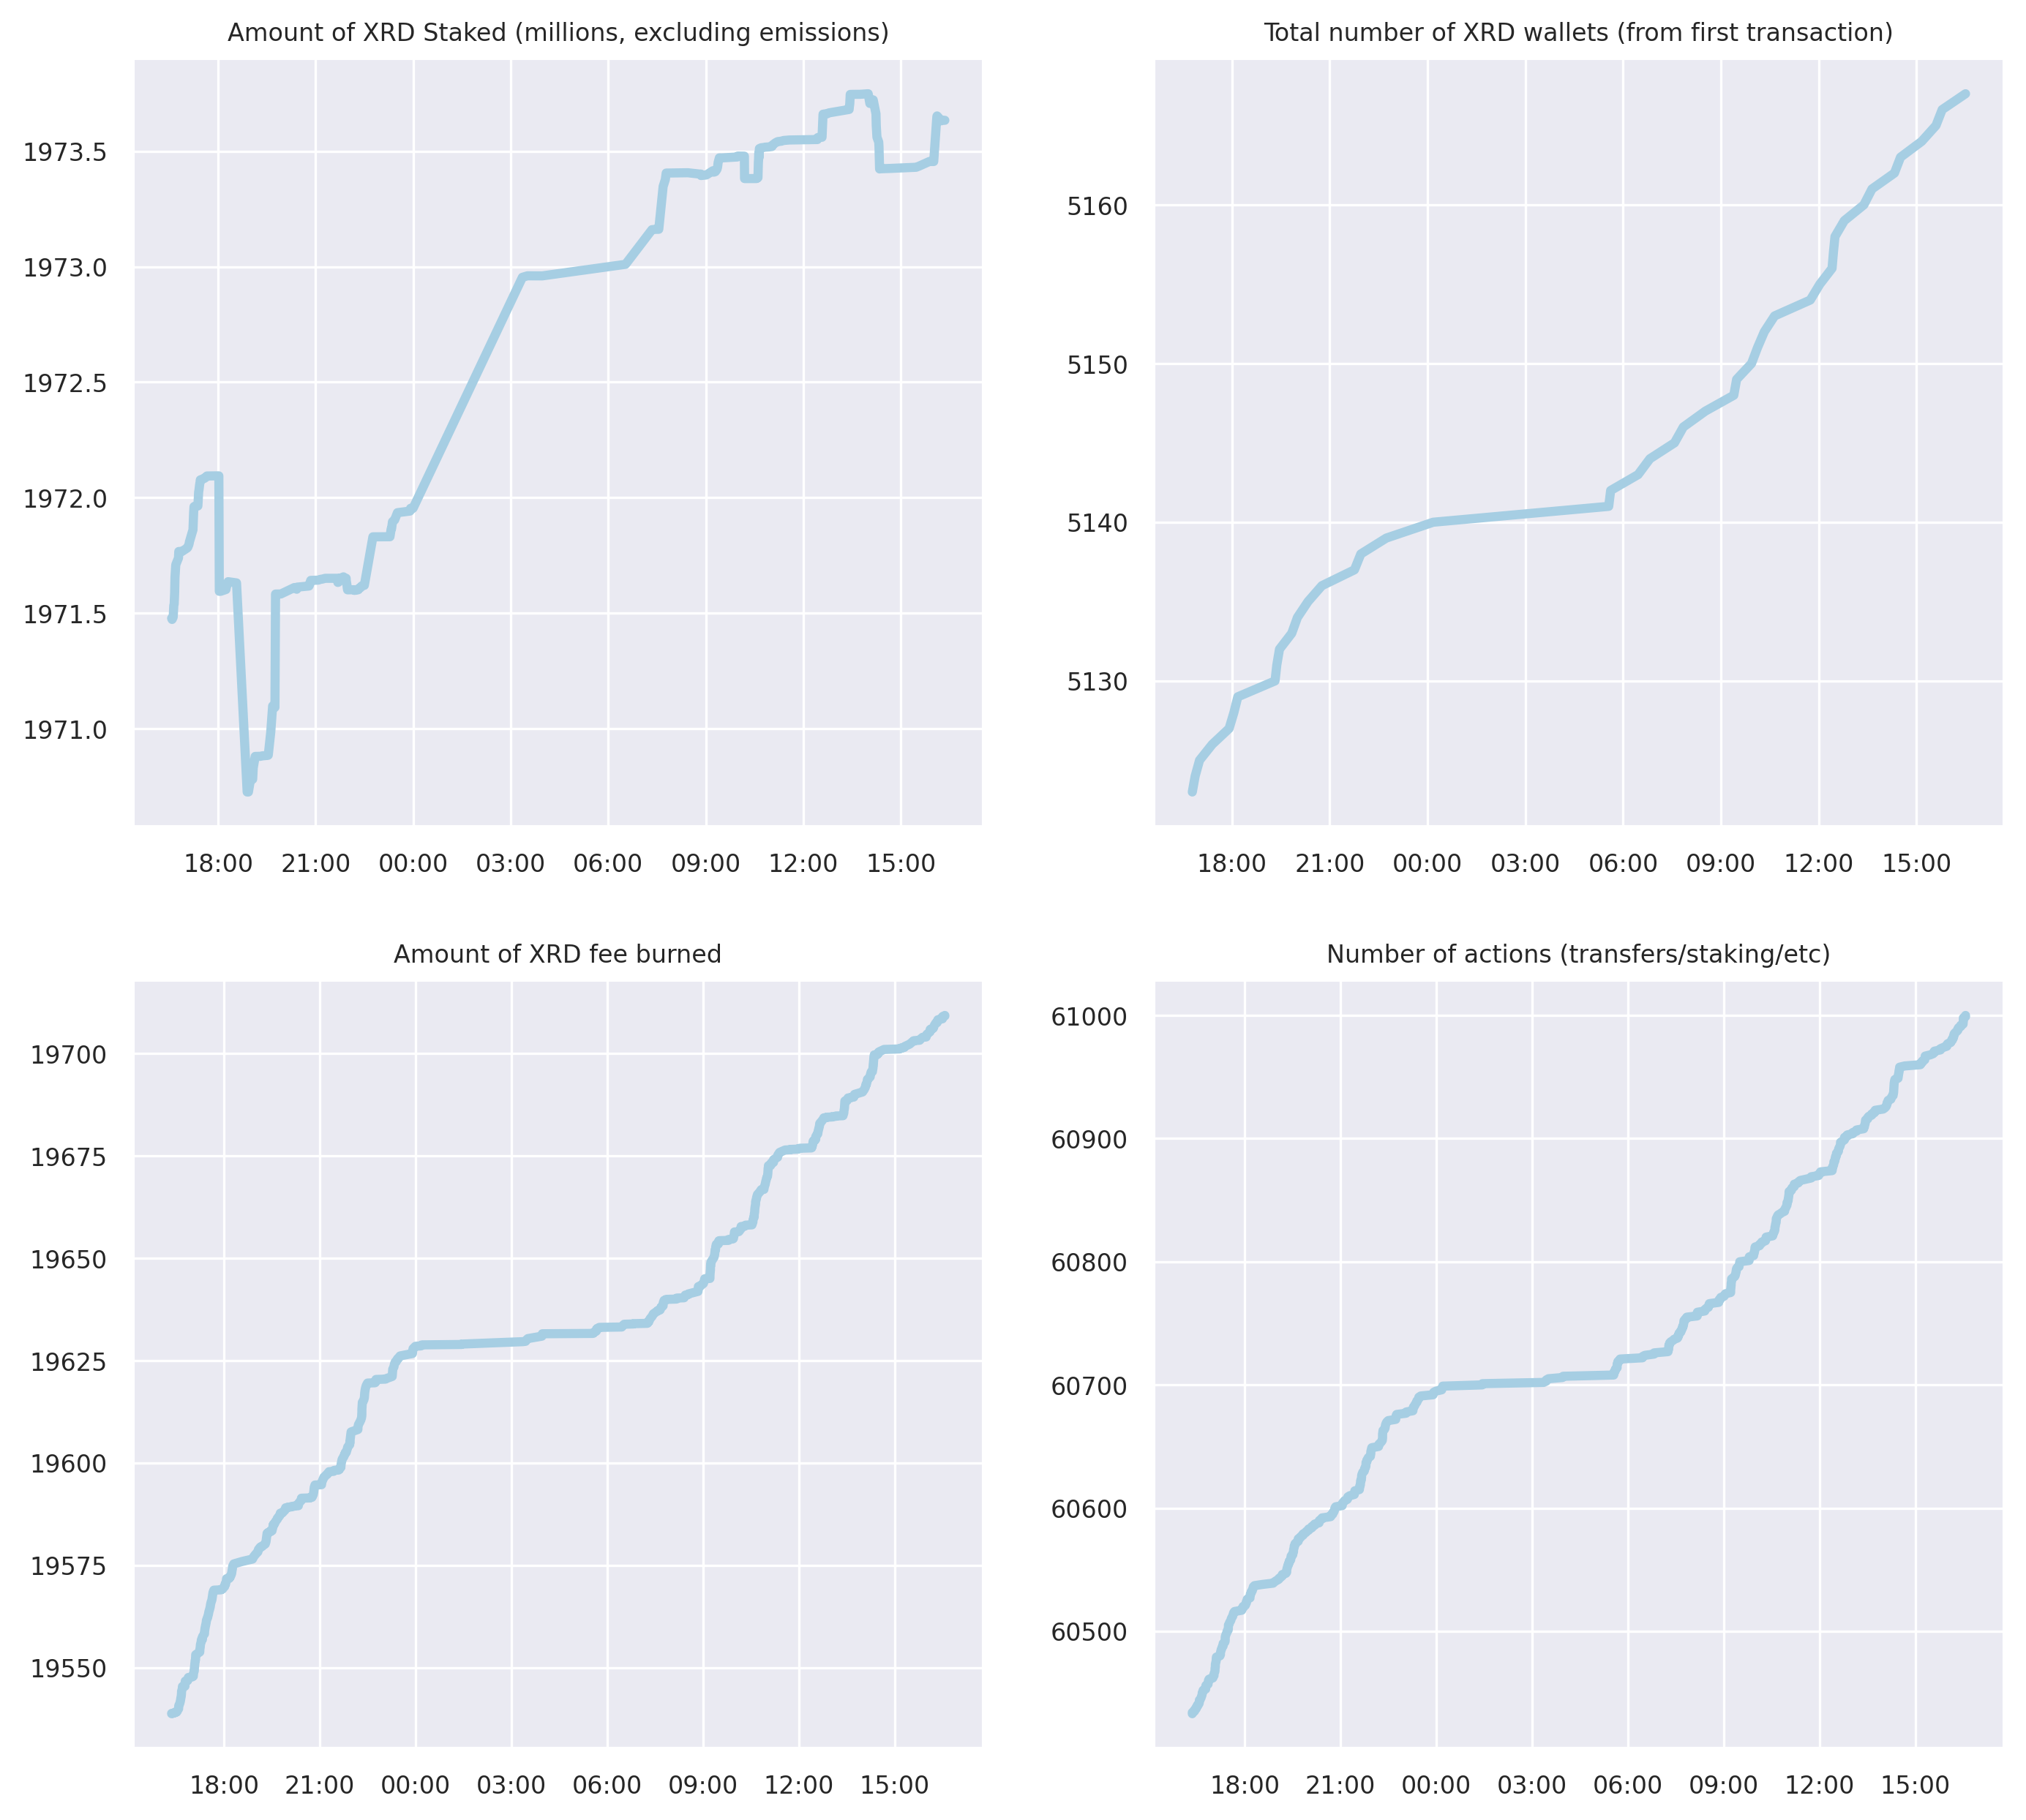 Amount of XRD Staked (millions, excluding emissions)
1973.5
1973.0
1972.5
1972.0
1971.5
1971.0
18:00 21:00 00:00 03:00 06:00 09:00 12:00 15:00
Total number of XRD wallets (from first transaction)
5160
5150
5140
5130
18:00 21:00 00:00 03:00 06:00 09:00 12:00 15:00
Amount of XRD fee burned
19700
19675
19650
19625
19600
19575
19550
18:00 21:00 00:00 03:00 06:00 09:00 12:00 15:00
Number of actions (transfers/staking/etc)
61000
60900
60800
60700
60600
60500
18:00 21:00 00:00 03:00 06:00 09:00 12:00 15:00